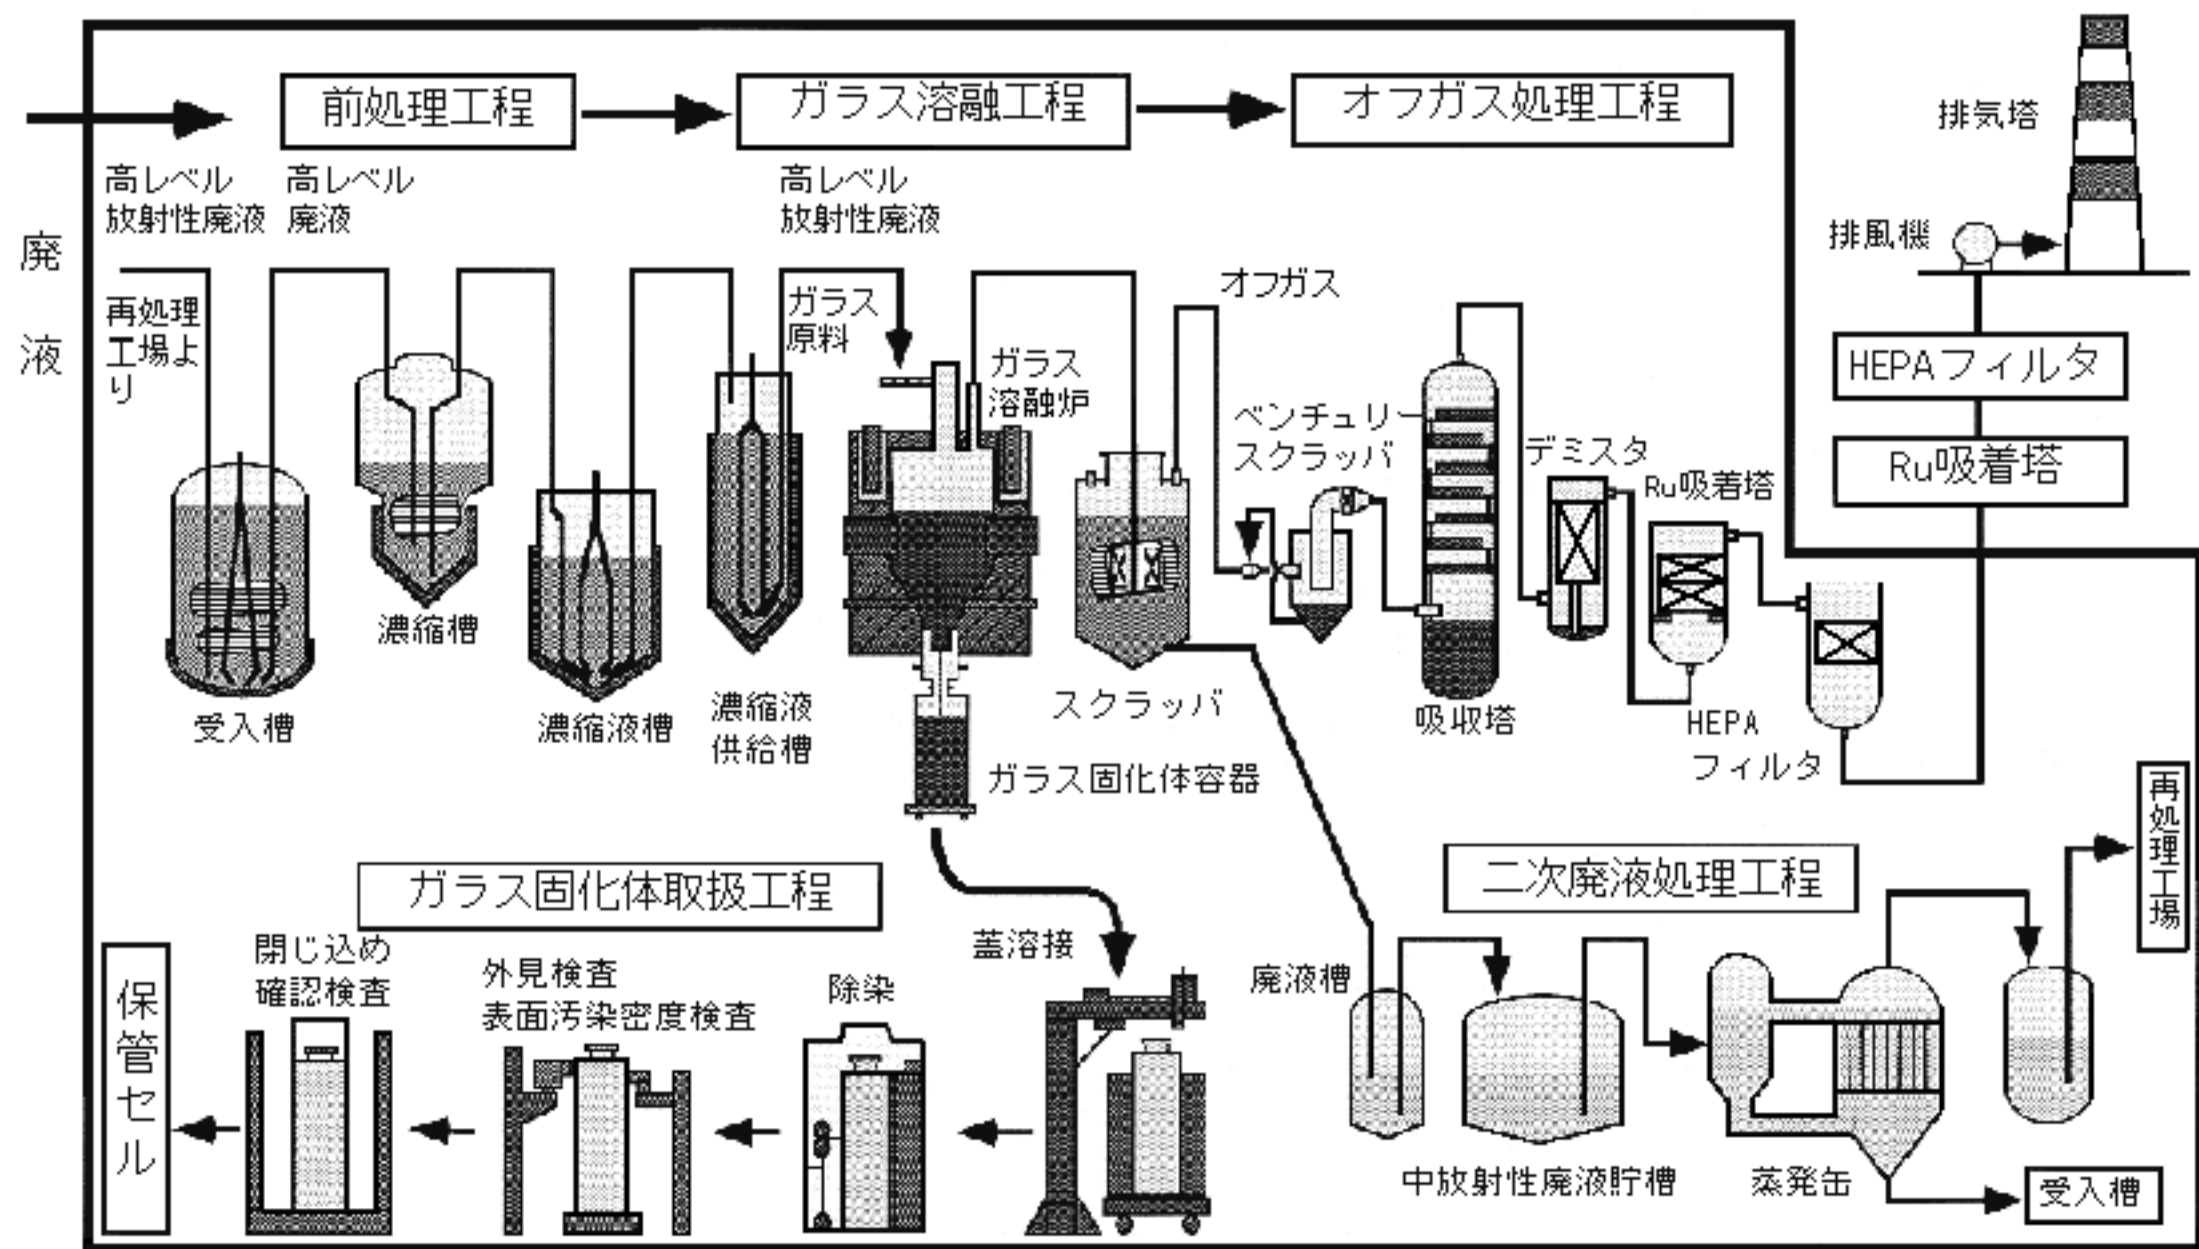 前処理工程
ガラス溶融工程
オフガス処理工程
排気塔
高レベル
放射性廃液
高レベル
廃液
高レベル
放射性廃液
排風機
廃
液
再処理
工場よ
り
ガラス
原料
オフガス
ガラス
溶融炉
HEPAフィルタ
ベンチュリー
スクラッバ
デミスタ
Ru吸着塔
Ru吸着塔
濃縮槽
受入槽
濃縮液槽
濃縮液
供給槽
スクラッバ
吸収塔
HEPA
フィルタ
ガラス固化体容器
再処理工場
ガラス固化体取扱工程
二次廃液処理工程
閉じ込め
確認検査
外見検査
表面汚染密度検査
除染
蓋溶接
廃液槽
保管セル
中放射性廃液貯槽
蒸発缶
受入槽